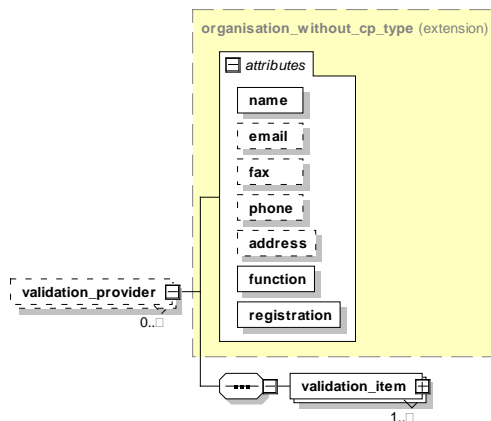 organisation_without_cp_type (extension)
attributes
name
email
fax
phone
address
function
registration
validation_provider
0..□
validation_item
1..□